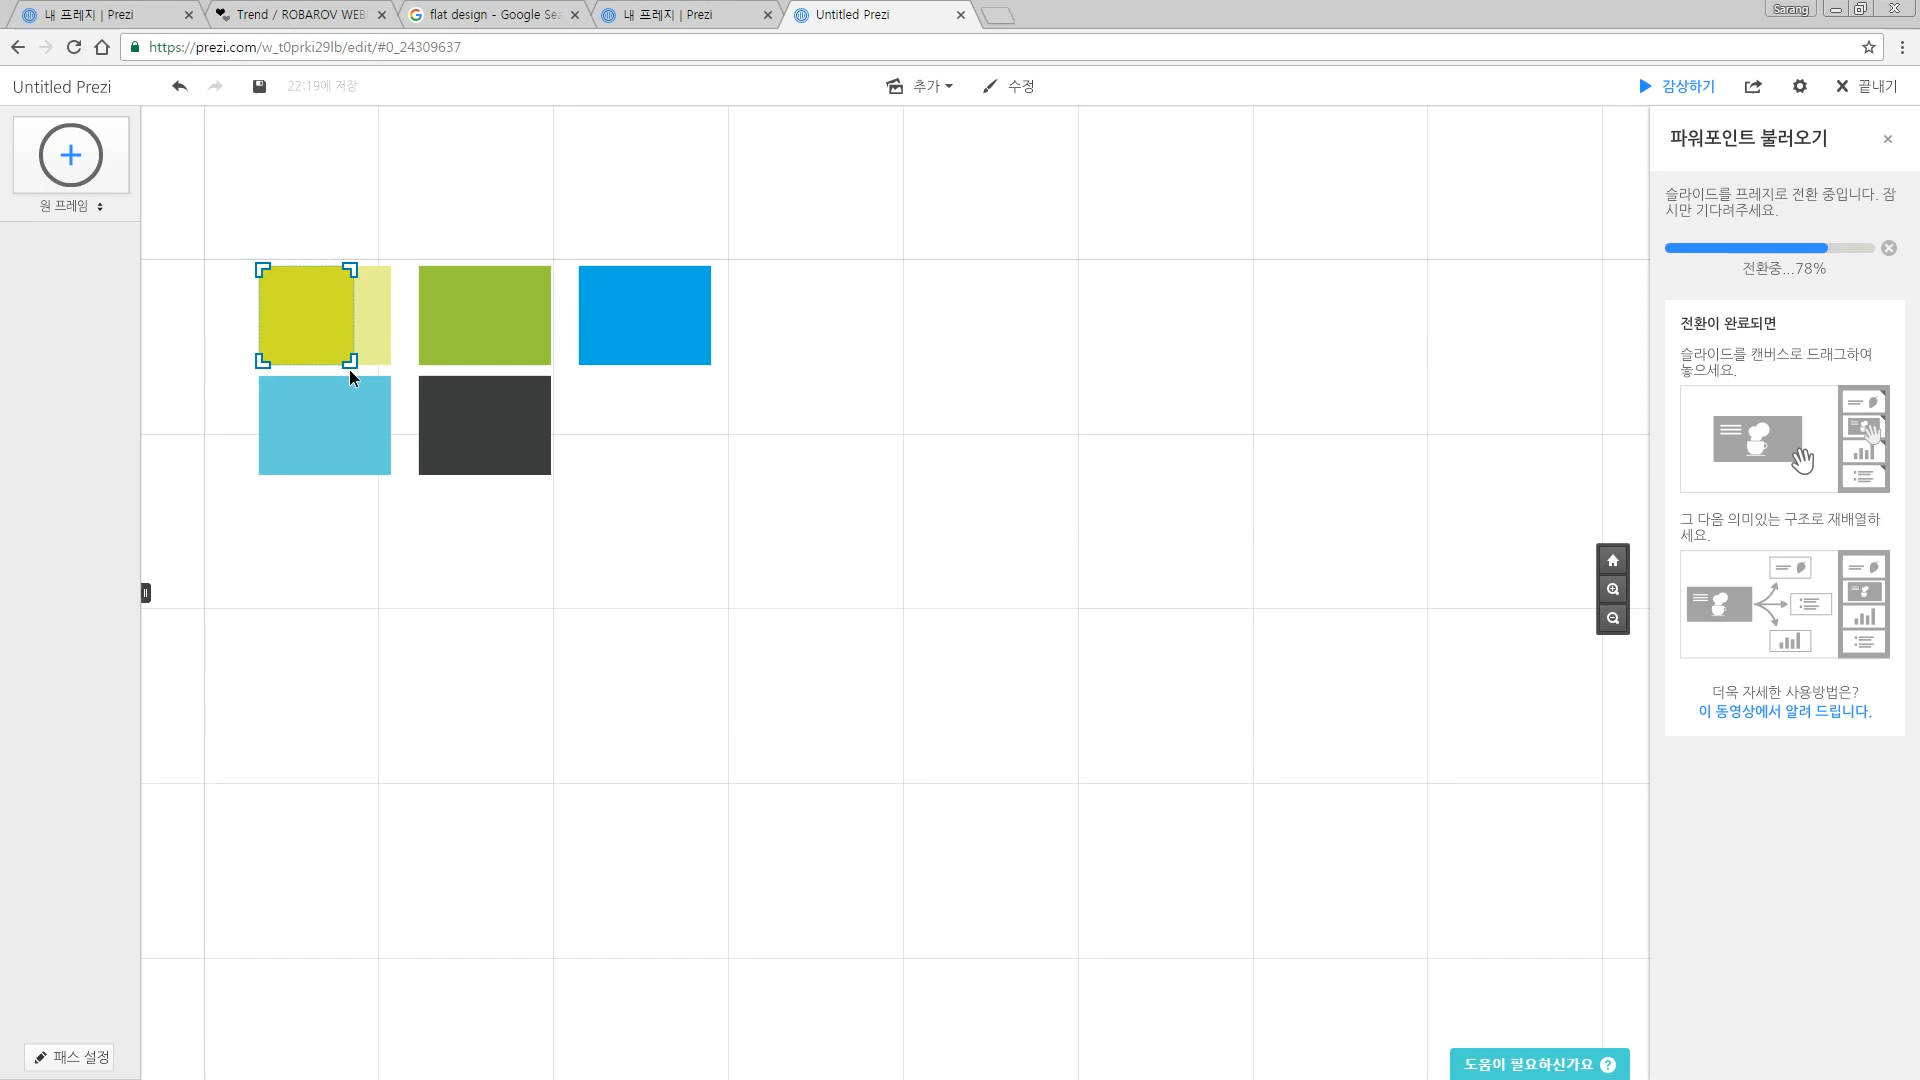 내 프레지 | Prezi
Trend / ROBAROV WEB
flat design - Google Se
내 프레지 | Prezi
Untitled Prezi
Sarang
https://prezi.com/w_t0prki29lb/edit/#0_24309637
Untitled Prezi
22:19에 저장
추가
수정
감상하기
끝내기
원 프레임
파워포인트 불러오기
슬라이드를 프레지로 전환 중입니다. 잠
시만 기다려주세요.
전환중...78%
전환이 완료되면
슬라이드를 캔버스로 드래그하여
놓으세요.
그 다음 의미있는 구조로 재배열하
세요.
더욱 자세한 사용방법은?
이 동영상에서 알려 드립니다.
패스 설정
도움이 필요하신가요 ?